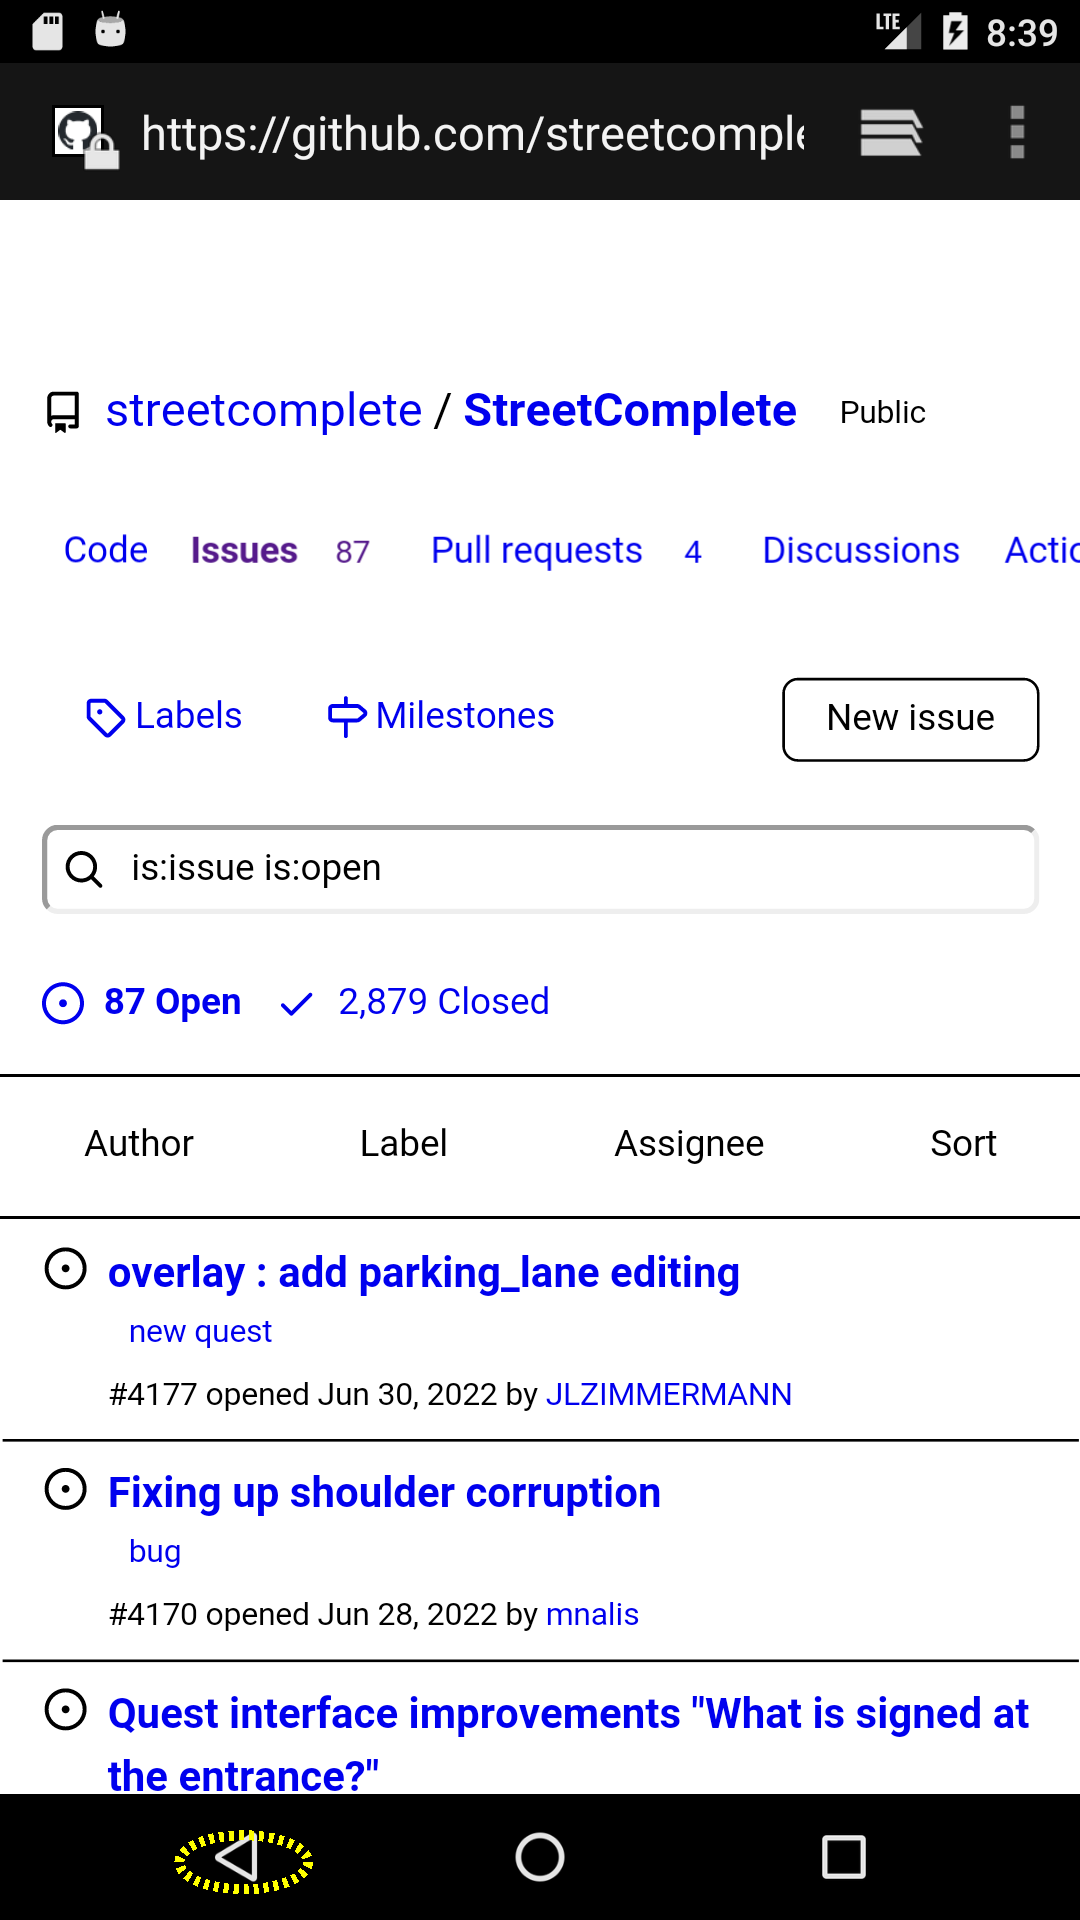 LTE 8:39
https://github.com/streetcomple
streetcomplete / StreetComplete Public
Code Issues 87 Pull requests 4 Discussions Actio
Labels Milestones New issue
is:issue is:open
87 Open 2,879 Closed
Author Label Assignee Sort
overlay : add parking_lane editing
new quest
#4177 opened Jun 30, 2022 by JLZIMMERMANN
Fixing up shoulder corruption
bug
#4170 opened Jun 28, 2022 by mnalis
Quest interface improvements "What is signed at
the entrance?"